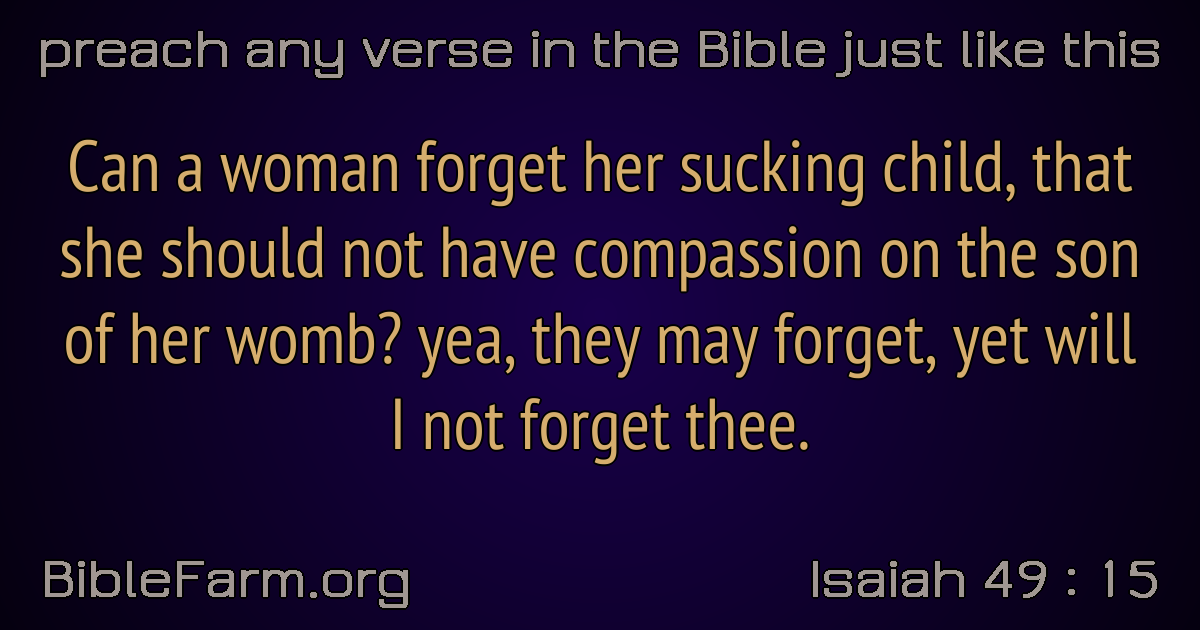 preach any verse in the Bible just like this
Can a woman forget her sucking child, that
she should not have compassion on the son
of her womb? yea, they may forget, yet will
I not forget thee.
BibleFarm.org
Isaiah 49 : 15